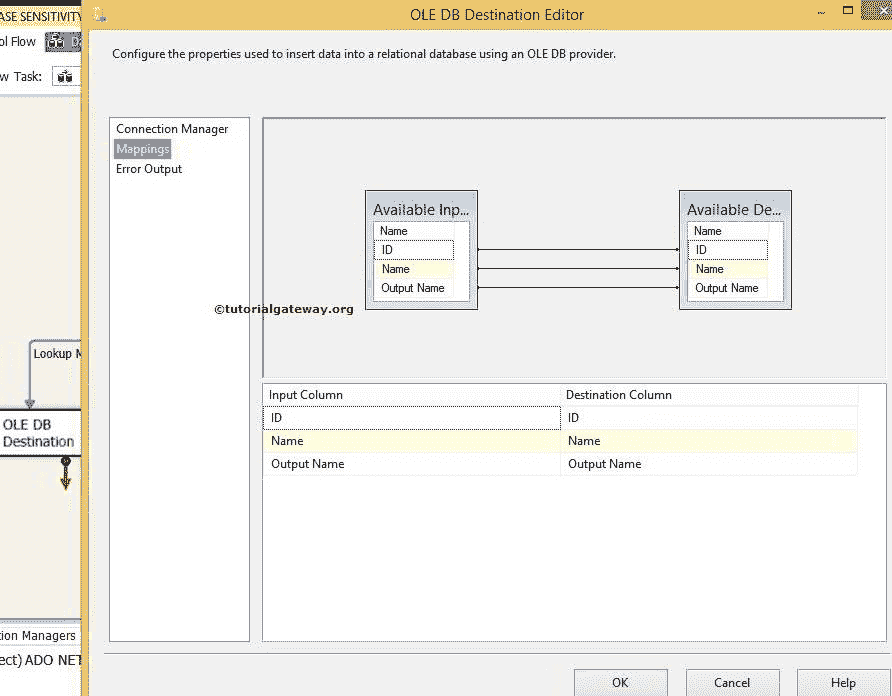 ASE SENSITIVITY
OLE DB Destination Editor
ol Flow
Configure the properties used to insert data into a relational database using an OLE DB provider.
w Task:
Connection Manager
Mappings
Error Output
Available Inp...
Name
ID
Name
Output Name
Available De...
Name
ID
Name
Output Name
©tutorialgateway.org
Lookup M
OLE DB
Destination
Input Column Destination Column
ID ID
Name Name
Output Name Output Name
tion Managers
ect) ADO NET
OK Cancel Help